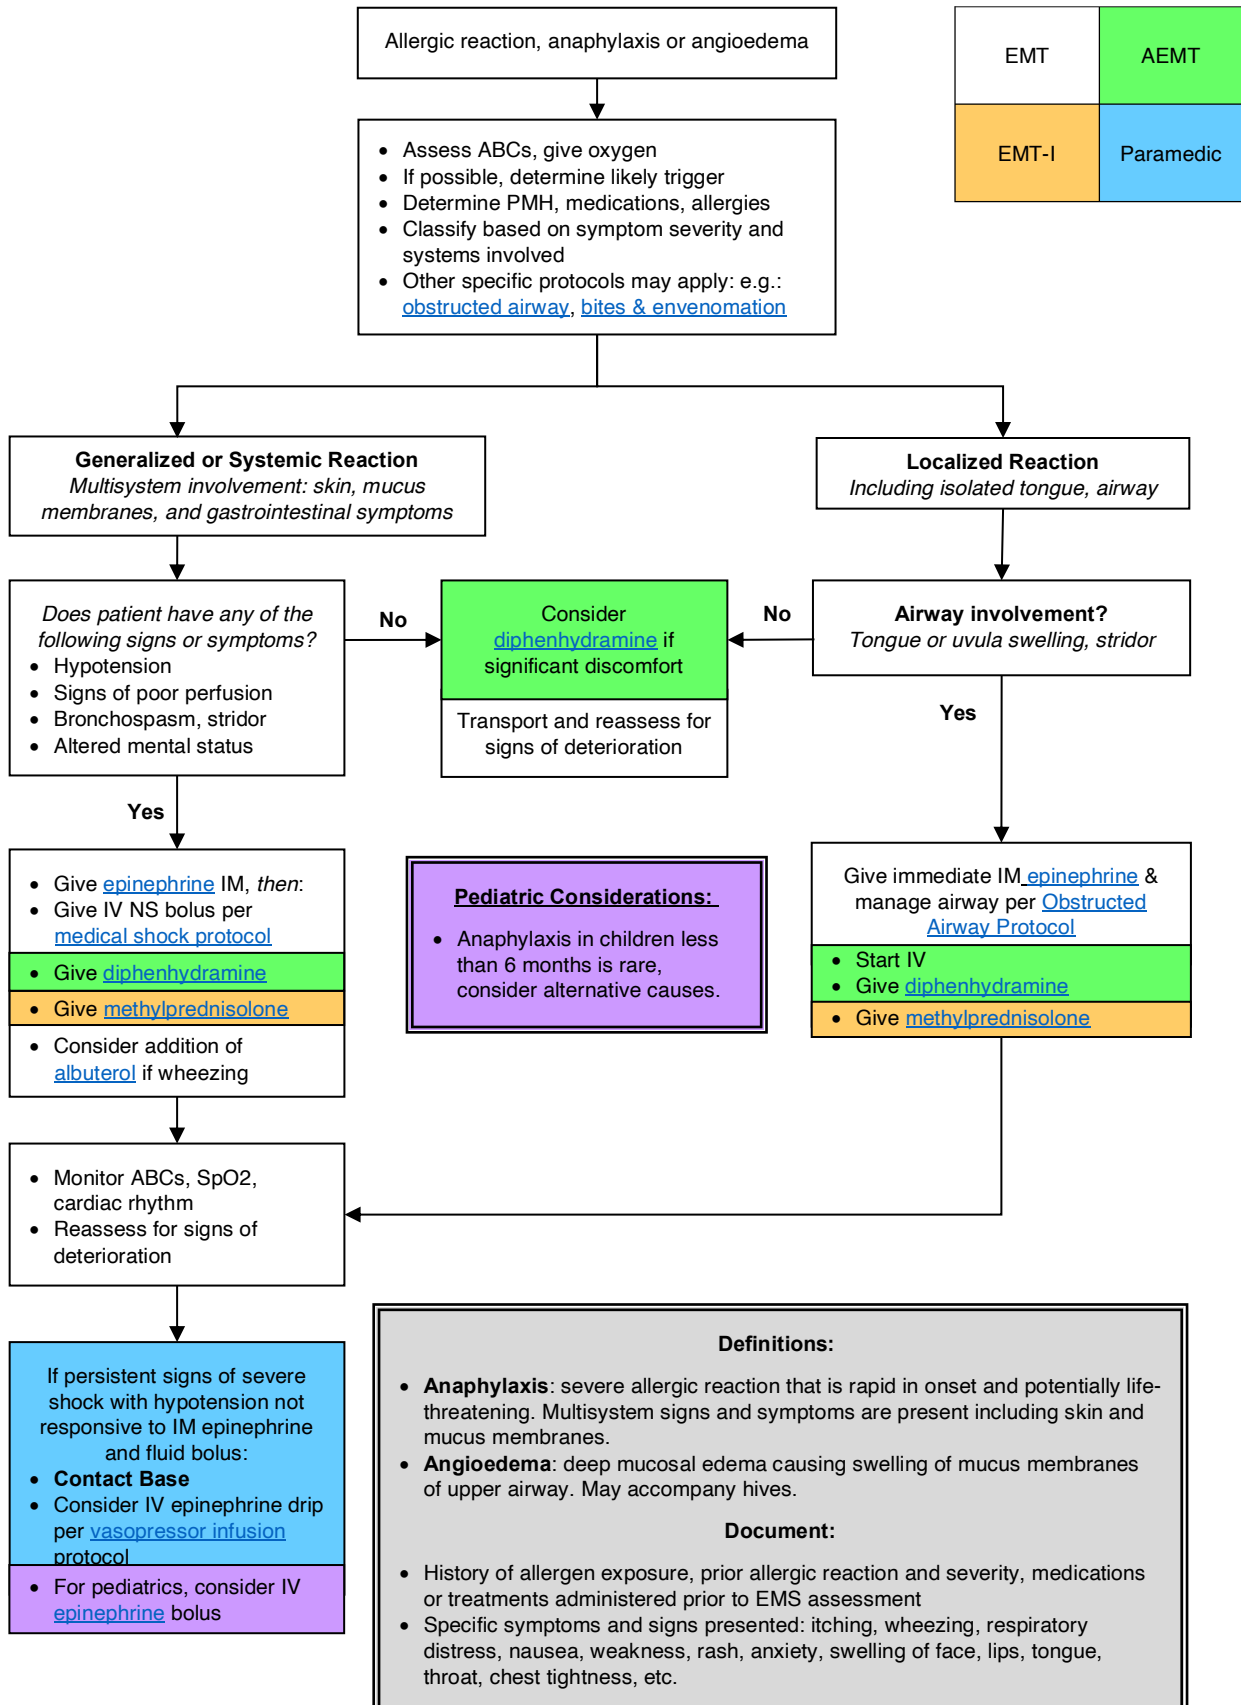 Allergic reaction, anaphylaxis or angioedema
EMT
AEMT
EMT-I
Paramedic
• Assess ABCs, give oxygen
• If possible, determine likely trigger
• Determine PMH, medications, allergies
• Classify based on symptom severity and
systems involved
• Other specific protocols may apply: e.g.:
obstructed airway, bites & envenomation
Generalized or Systemic Reaction
Multisystem involvement: skin, mucus
membranes, and gastrointestinal symptoms
Localized Reaction
Including isolated tongue, airway
Does patient have any of the
following signs or symptoms?
• Hypotension
• Signs of poor perfusion
• Bronchospasm, stridor
• Altered mental status
No
Consider
diphenhydramine if
significant discomfort
Transport and reassess for
signs of deterioration
No
Airway involvement?
Tongue or uvula swelling, stridor
Yes
Yes
• Give epinephrine IM, then:
• Give IV NS bolus per
medical shock protocol
• Give diphenhydramine
• Give methylprednisolone
• Consider addition of
albuterol if wheezing
Pediatric Considerations:
• Anaphylaxis in children less
than 6 months is rare,
consider alternative causes.
Give immediate IM epinephrine &
manage airway per Obstructed
Airway Protocol
• Start IV
• Give diphenhydramine
• Give methylprednisolone
• Monitor ABCs, SpO2,
cardiac rhythm
• Reassess for signs of
deterioration
If persistent signs of severe
shock with hypotension not
responsive to IM epinephrine
and fluid bolus:
• Contact Base
• Consider IV epinephrine drip
per vasopressor infusion
protocol
• For pediatrics, consider IV
epinephrine bolus
Definitions:
• Anaphylaxis: severe allergic reaction that is rapid in onset and potentially life-
threatening. Multisystem signs and symptoms are present including skin and
mucus membranes.
• Angioedema: deep mucosal edema causing swelling of mucus membranes
of upper airway. May accompany hives.
Document:
• History of allergen exposure, prior allergic reaction and severity, medications
or treatments administered prior to EMS assessment
• Specific symptoms and signs presented: itching, wheezing, respiratory
distress, nausea, weakness, rash, anxiety, swelling of face, lips, tongue,
throat, chest tightness, etc.